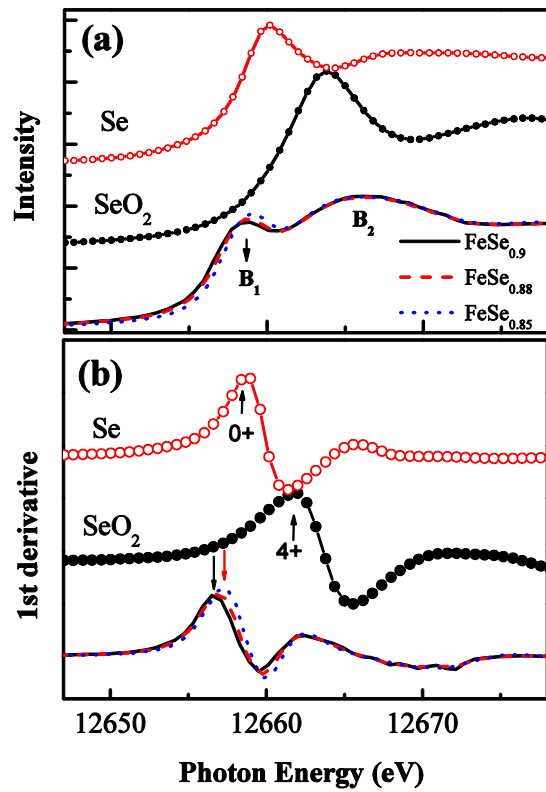 (a)
Se
SeO2
B1
B2
FeSe0.9
FeSe0.88
FeSe0.85
Intensity
(b)
Se
0+
SeO2
4+
1st derivative
12650 12660 12670
Photon Energy (eV)